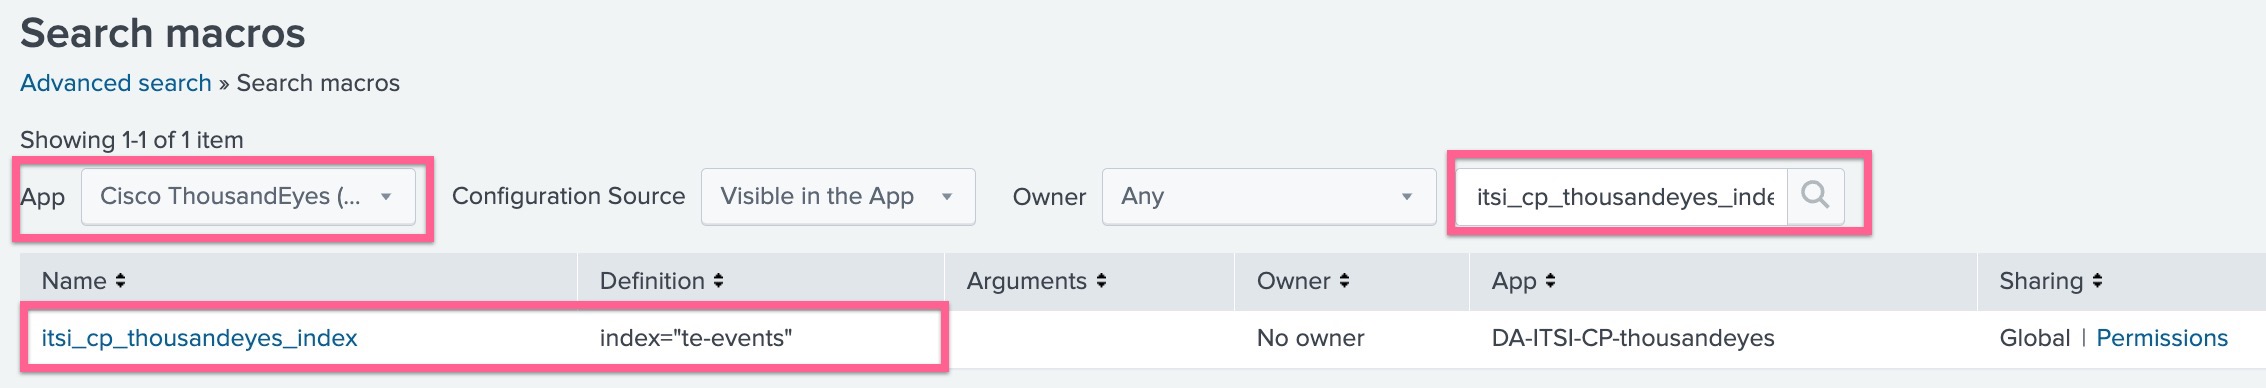 Search macros
Advanced search » Search macros
Showing 1-1 of 1 item
App Cisco ThousandEyes (... Configuration Source Visible in the App Owner Any itsi_cp_thousandeyes_inde
Name Definition Arguments Owner App Sharing
itsi_cp_thousandeyes_index index="te-events" No owner DA-ITSI-CP-thousandeyes Global | Permissions